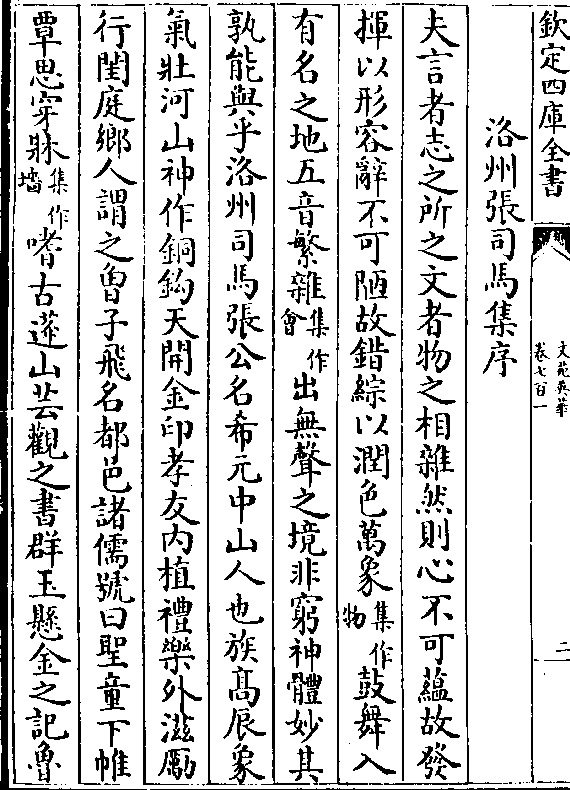 欽定四庫全書
文苑英華
卷七百一
二
洛州張司馬集序
夫言者志之所之文者物之相雜然則心不可蘊故發
揮以形容辭不可陋故錯綜以潤色萬象集作物鼓舞入
有名之地五音繁雜集作會出無聲之境非窮神體妙其
孰能與乎洛州司馬張公名希元中山人也族髙辰象
氣壯河山神作銅鈎天開金印孝友内植禮樂外滋勵
行閨庭鄉人謂之曽子飛名都邑諸儒號曰聖童下帷
覃思穿牀集作墻嗜古蓬山芸觀之書群玉懸金之記魯